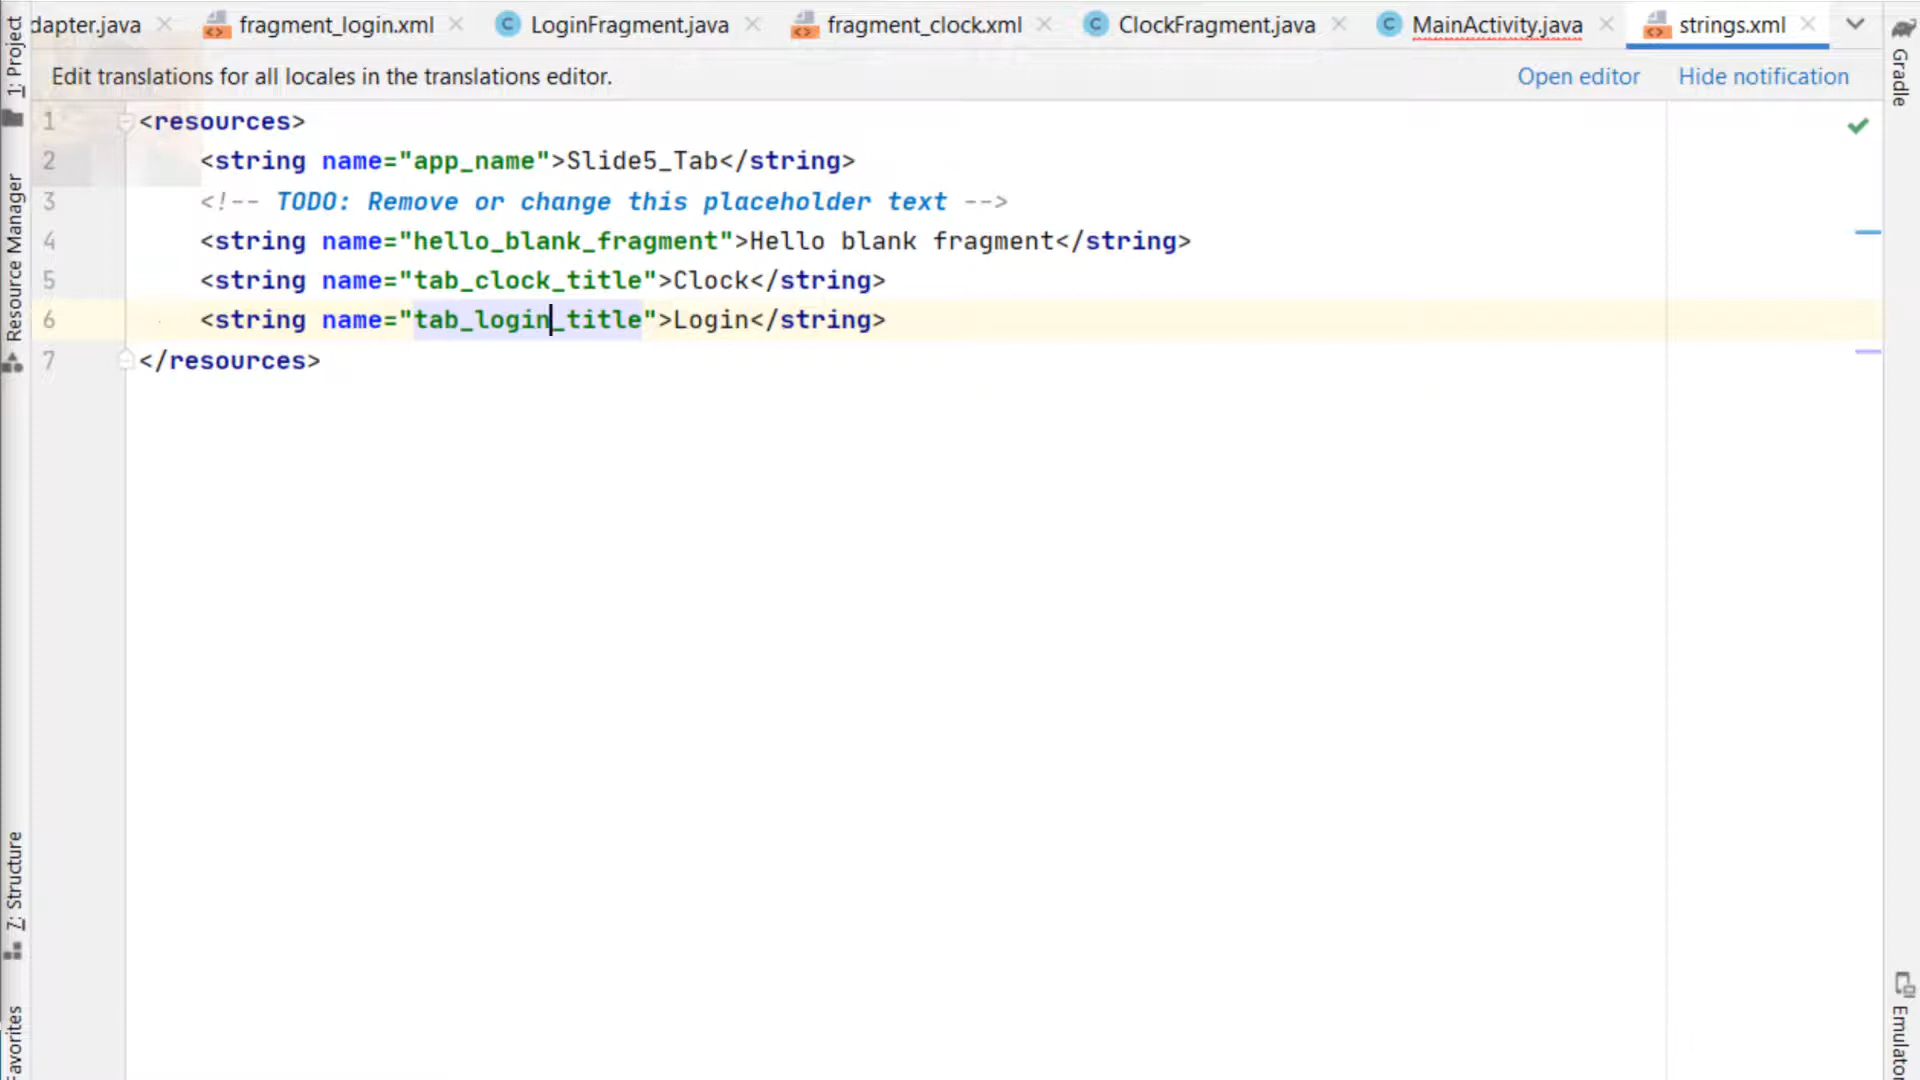 dapter.java fragment_login.xml LoginFragment.java fragment_clock.xml ClockFragment.java MainActivity.java strings.xml
Edit translations for all locales in the translations editor. Open editor Hide notification
1 <resources>
2 <string name="app_name">Slide5_Tab</string>
3 <!-- TODO: Remove or change this placeholder text -->
4 <string name="hello_blank_fragment">Hello blank fragment</string>
5 <string name="tab_clock_title">Clock</string>
6 <string name="tab_login_title">Login</string>
7 </resources>
1: Project
Resource Manager
7: Structure
Favorites
Gradle
Emulator